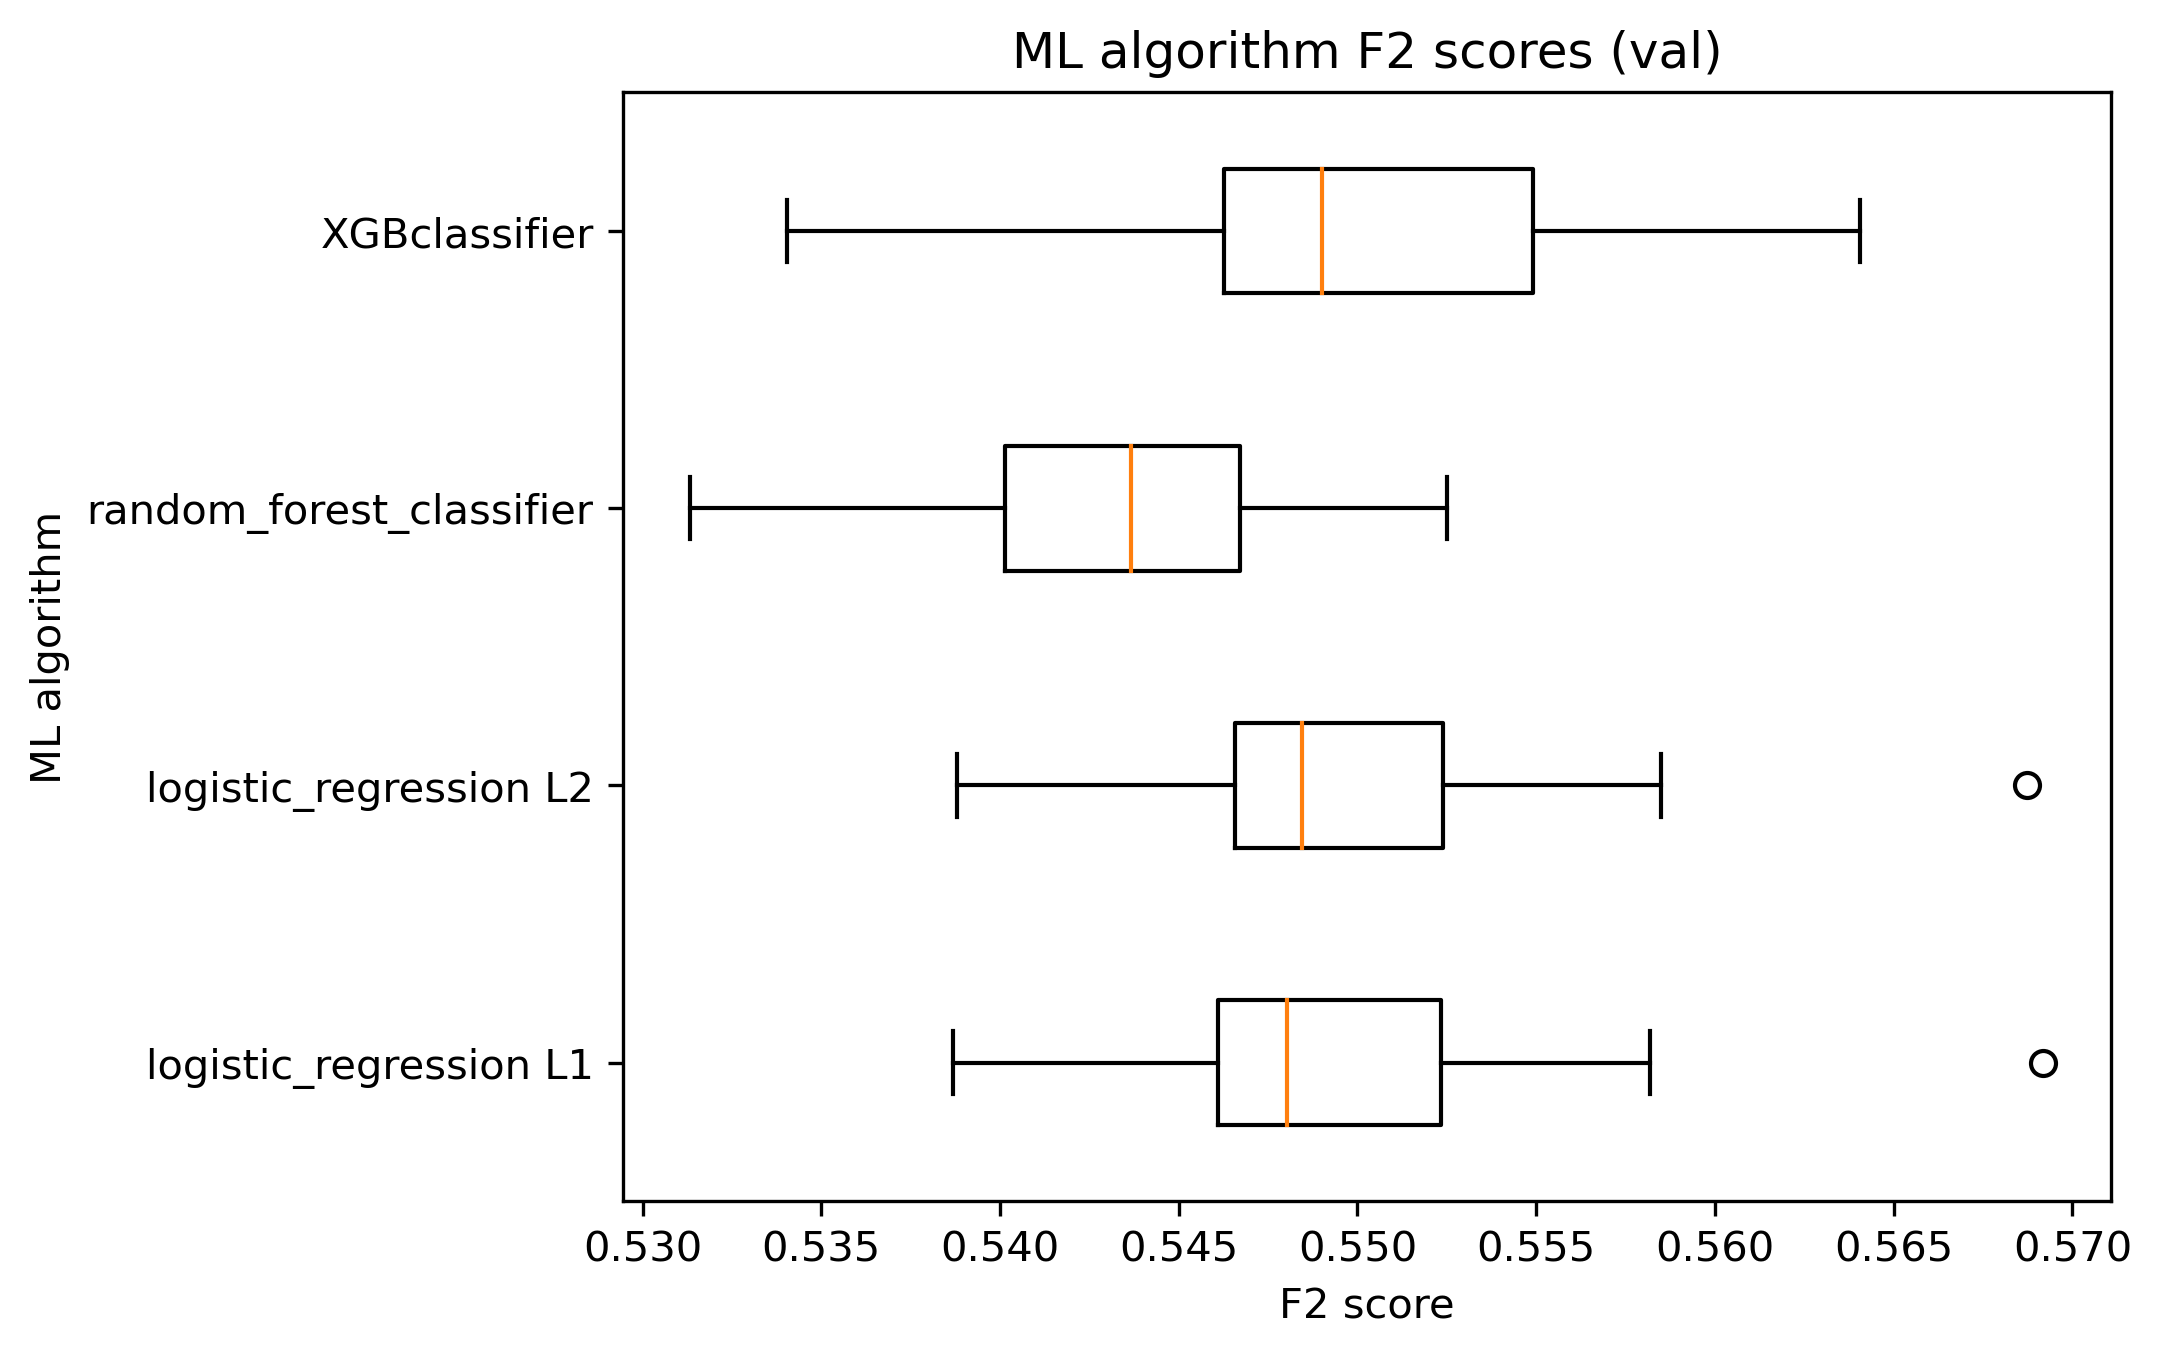 ML algorithm F2 scores (val)
XGBclassifier
random_forest_classifier
logistic_regression L2
logistic_regression L1
ML algorithm
0.530 0.535 0.540 0.545 0.550 0.555 0.560 0.565 0.570
F2 score